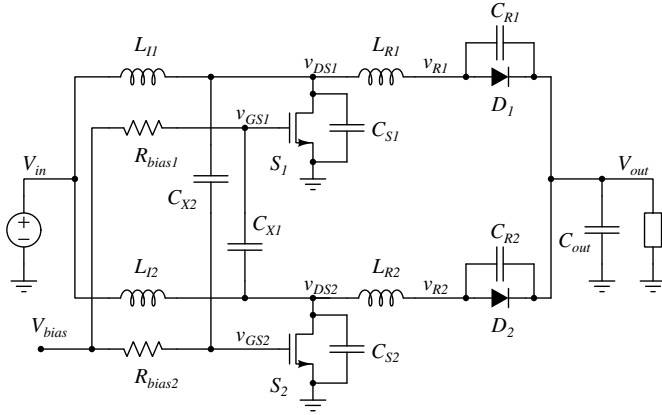 C_{R1}
L_{I1} v_{DS1} L_{R1} v_{R1}
D_1
v_{GS1} C_{S1}
R_{bias1} S_1
V_{in} V_{out}
C_{X2}
C_{X1} C_{R2} C_{out}
L_{I2} v_{DS2} L_{R2} v_{R2}
D_2
V_{bias}
v_{GS2} C_{S2}
R_{bias2} S_2